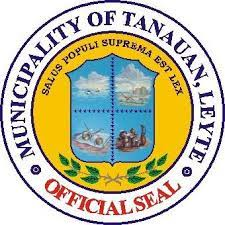 MUNICIPALITY OF TANAUAN, LEYTE
SALUS POPULI SUPREMA EST LEX
OFFICIAL SEAL